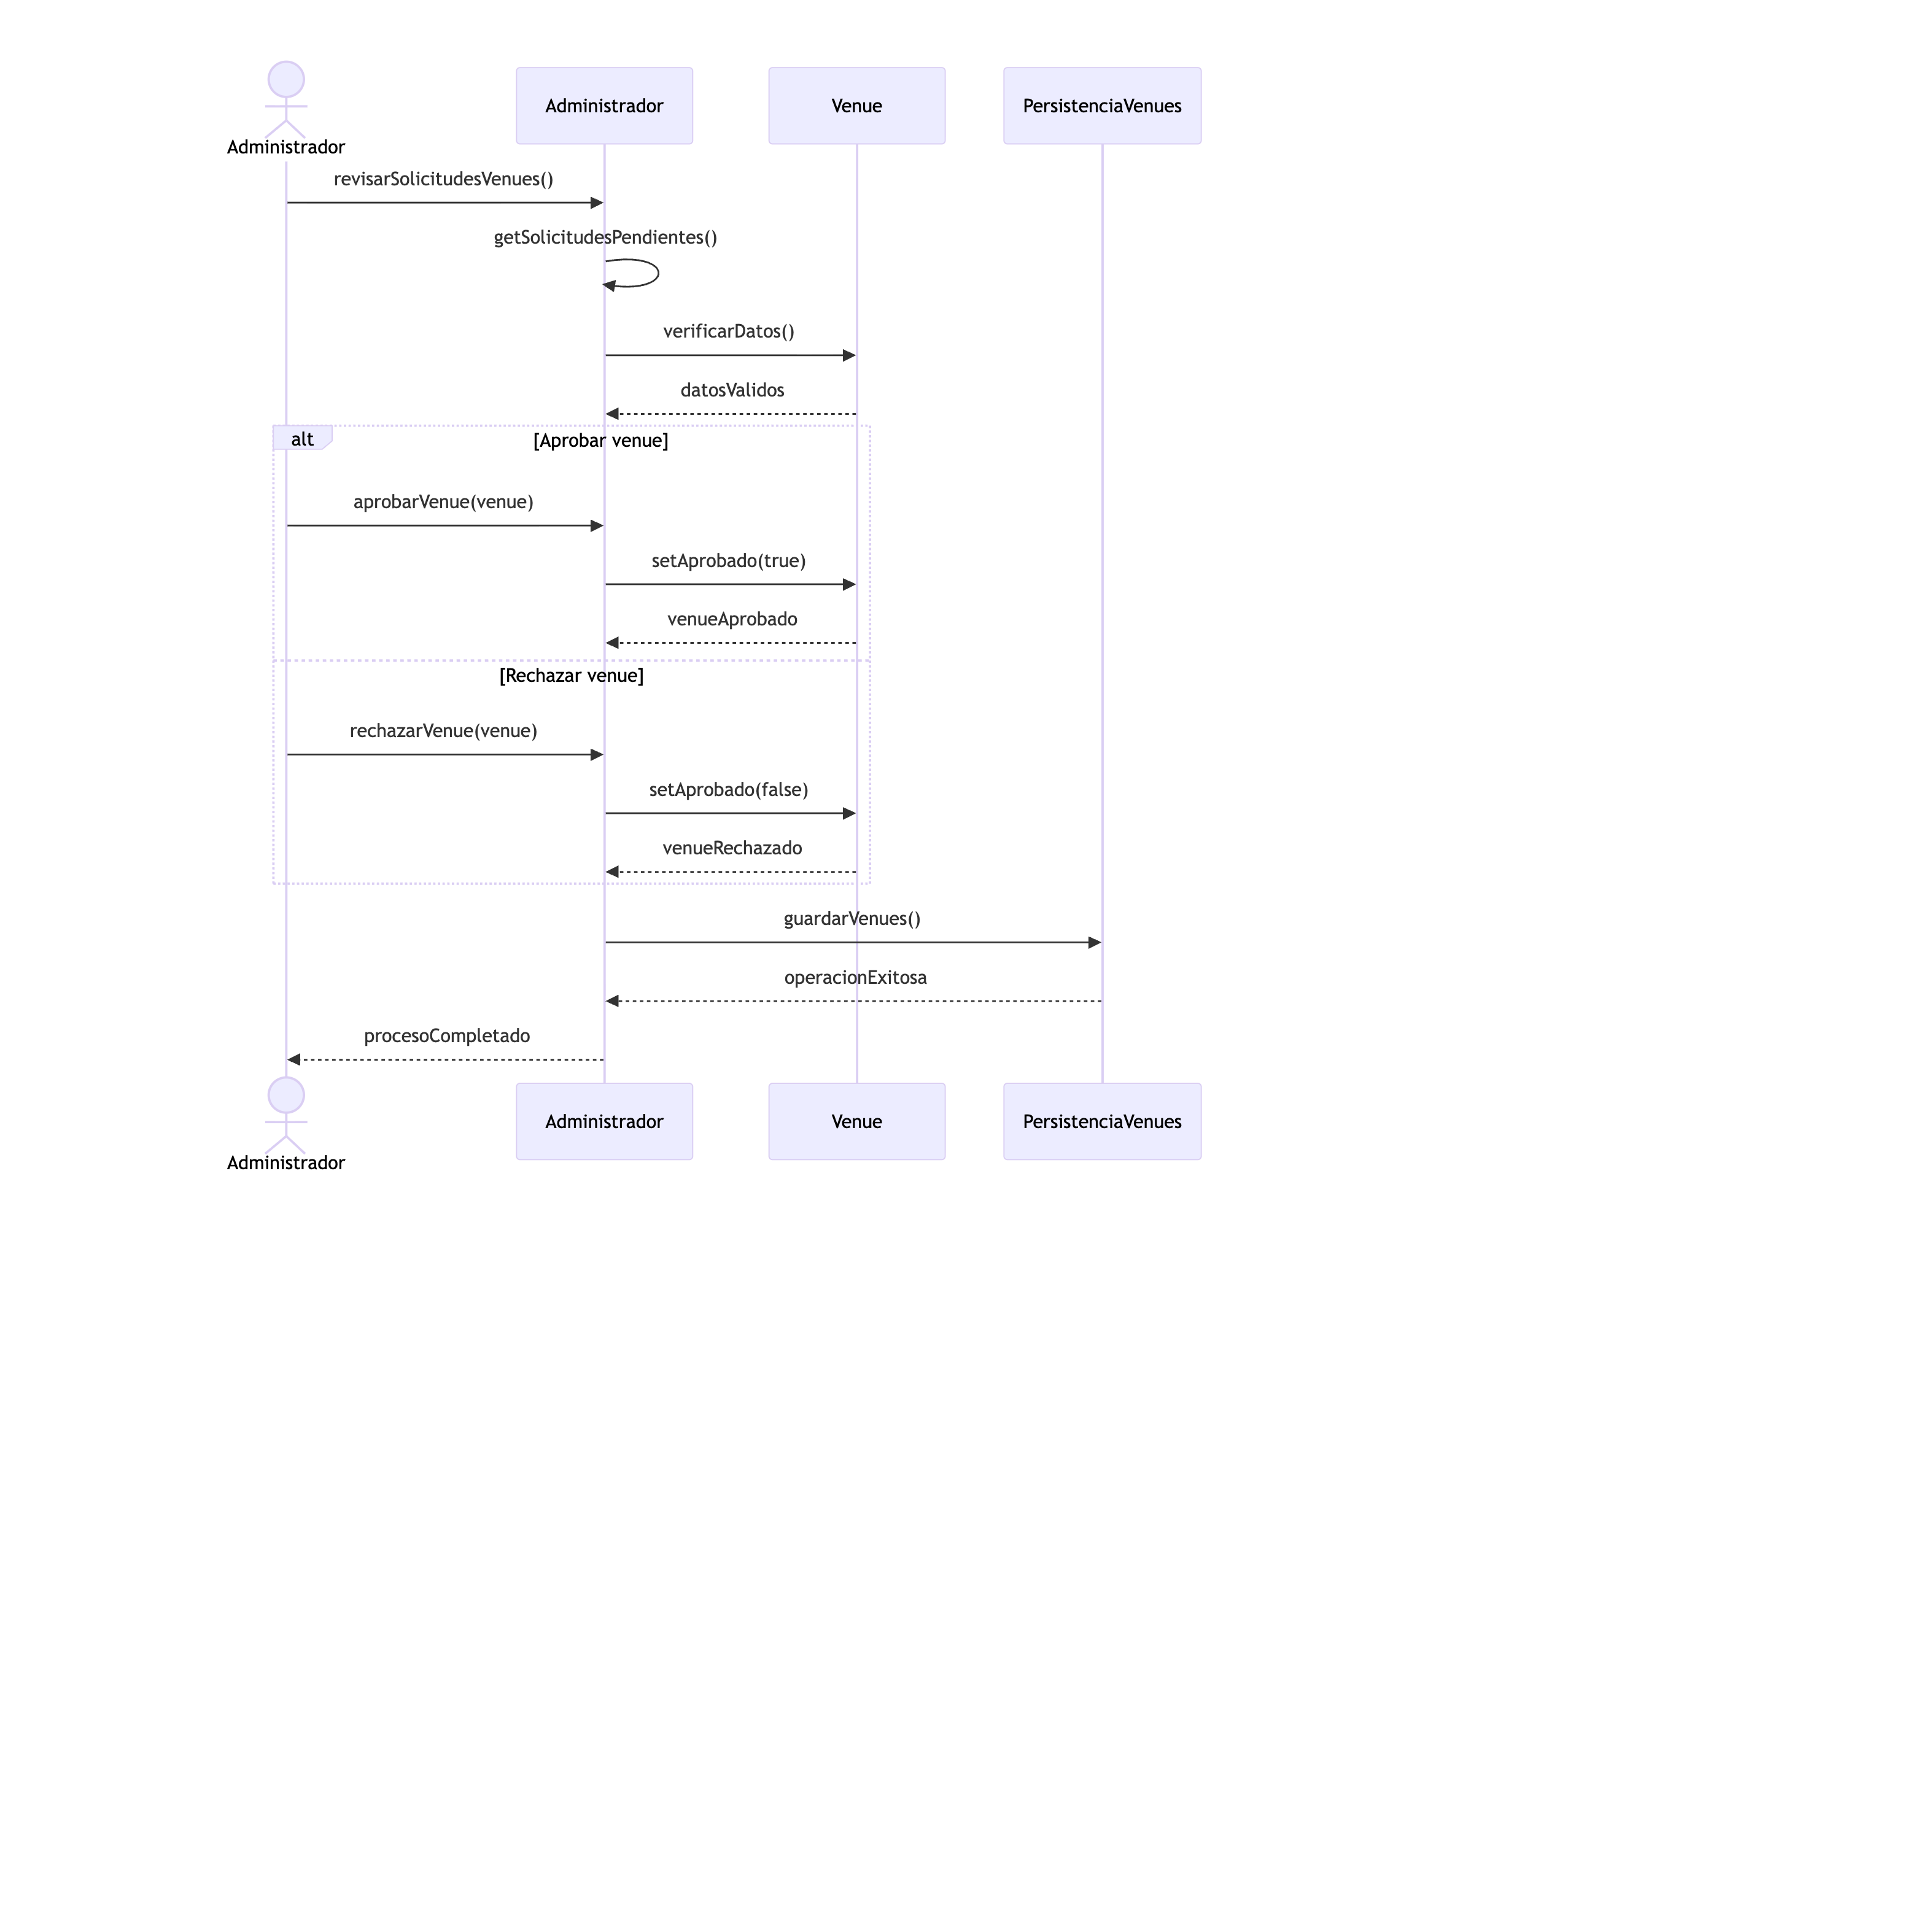 Administrador
Administrador
Venue
PersistenciaVenues
revisarSolicitudesVenues()
getSolicitudesPendientes()
verificarDatos()
datosValidos
alt
[Aprobar venue]
aprobarVenue(venue)
setAprobado(true)
venueAprobado
[Rechazar venue]
rechazarVenue(venue)
setAprobado(false)
venueRechazado
guardarVenues()
operacionExitosa
procesoCompletado
Administrador
Administrador
Venue
PersistenciaVenues